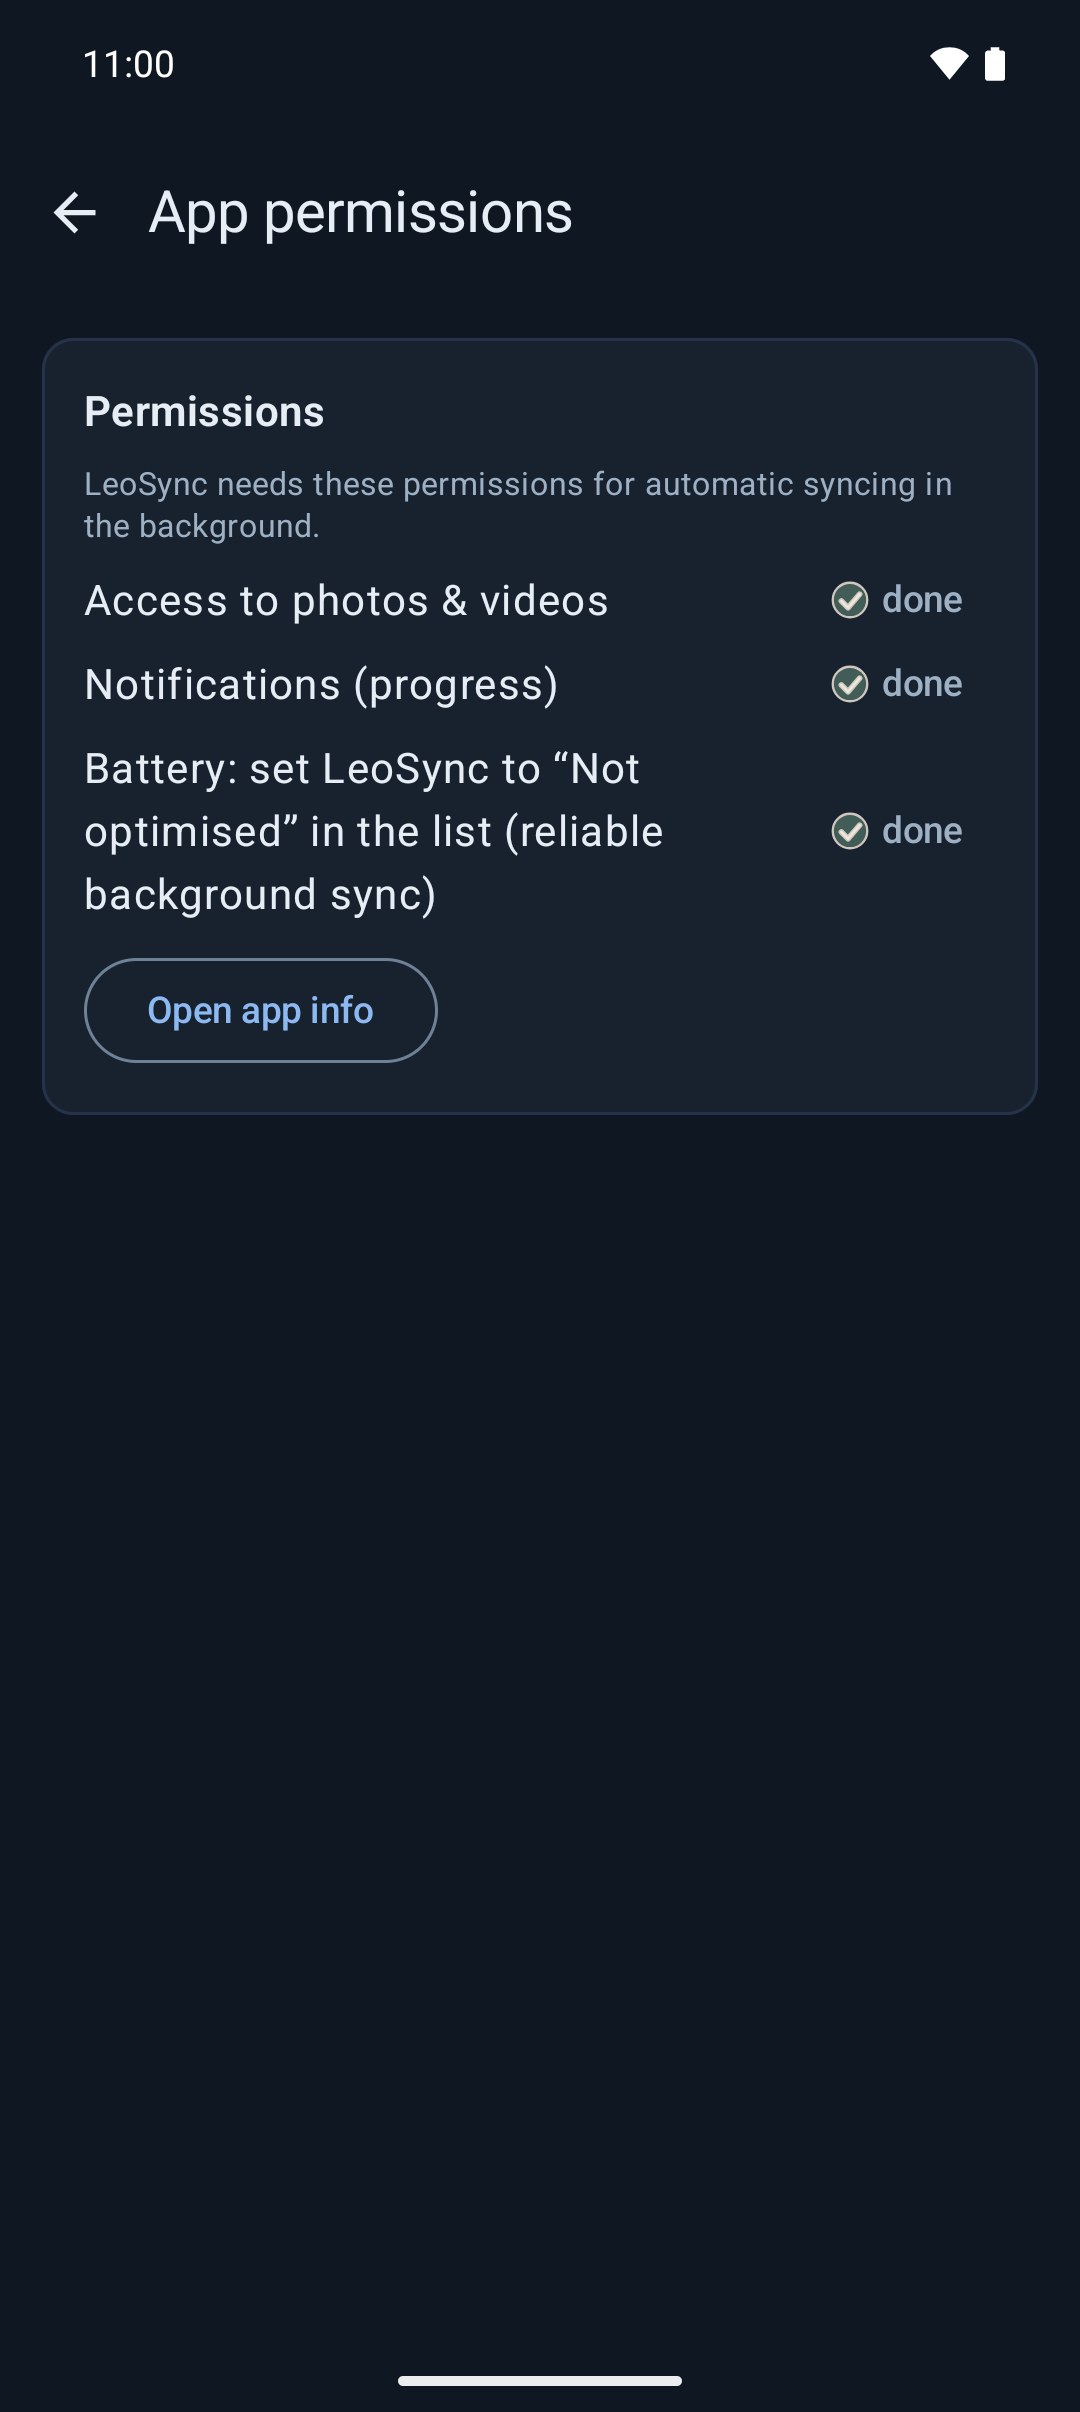 11:00
App permissions
Permissions
LeoSync needs these permissions for automatic syncing in
the background.
Access to photos & videos
done
Notifications (progress)
done
Battery: set LeoSync to “Not
optimised” in the list (reliable
background sync)
done
Open app info